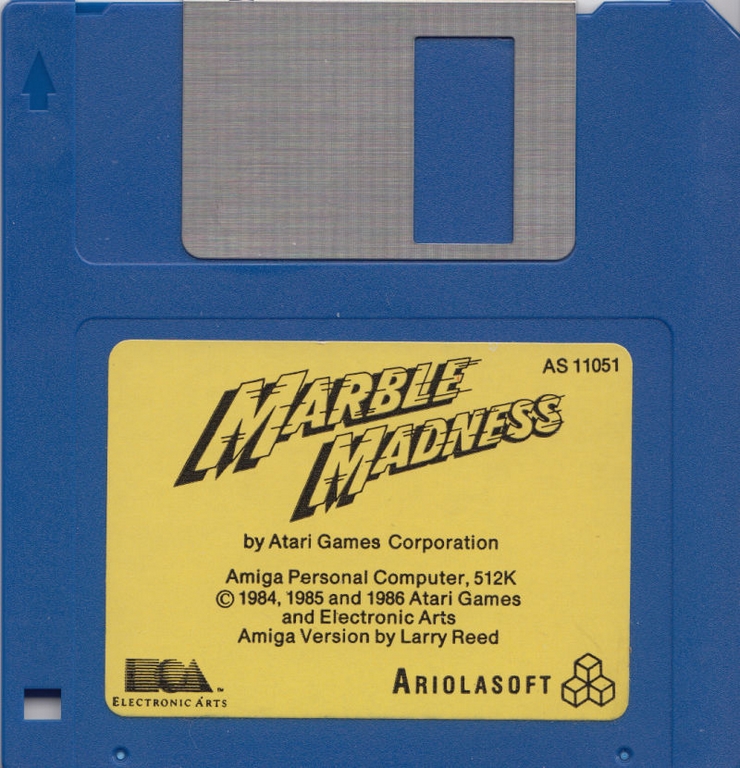 AS 11051
MARBLE
MADNESS
by Atari Games Corporation
Amiga Personal Computer, 512K
© 1984, 1985 and 1986 Atari Games
and Electronic Arts
Amiga Version by Larry Reed
EOA™
ELECTRONIC ARTS
ARIOLASOFT